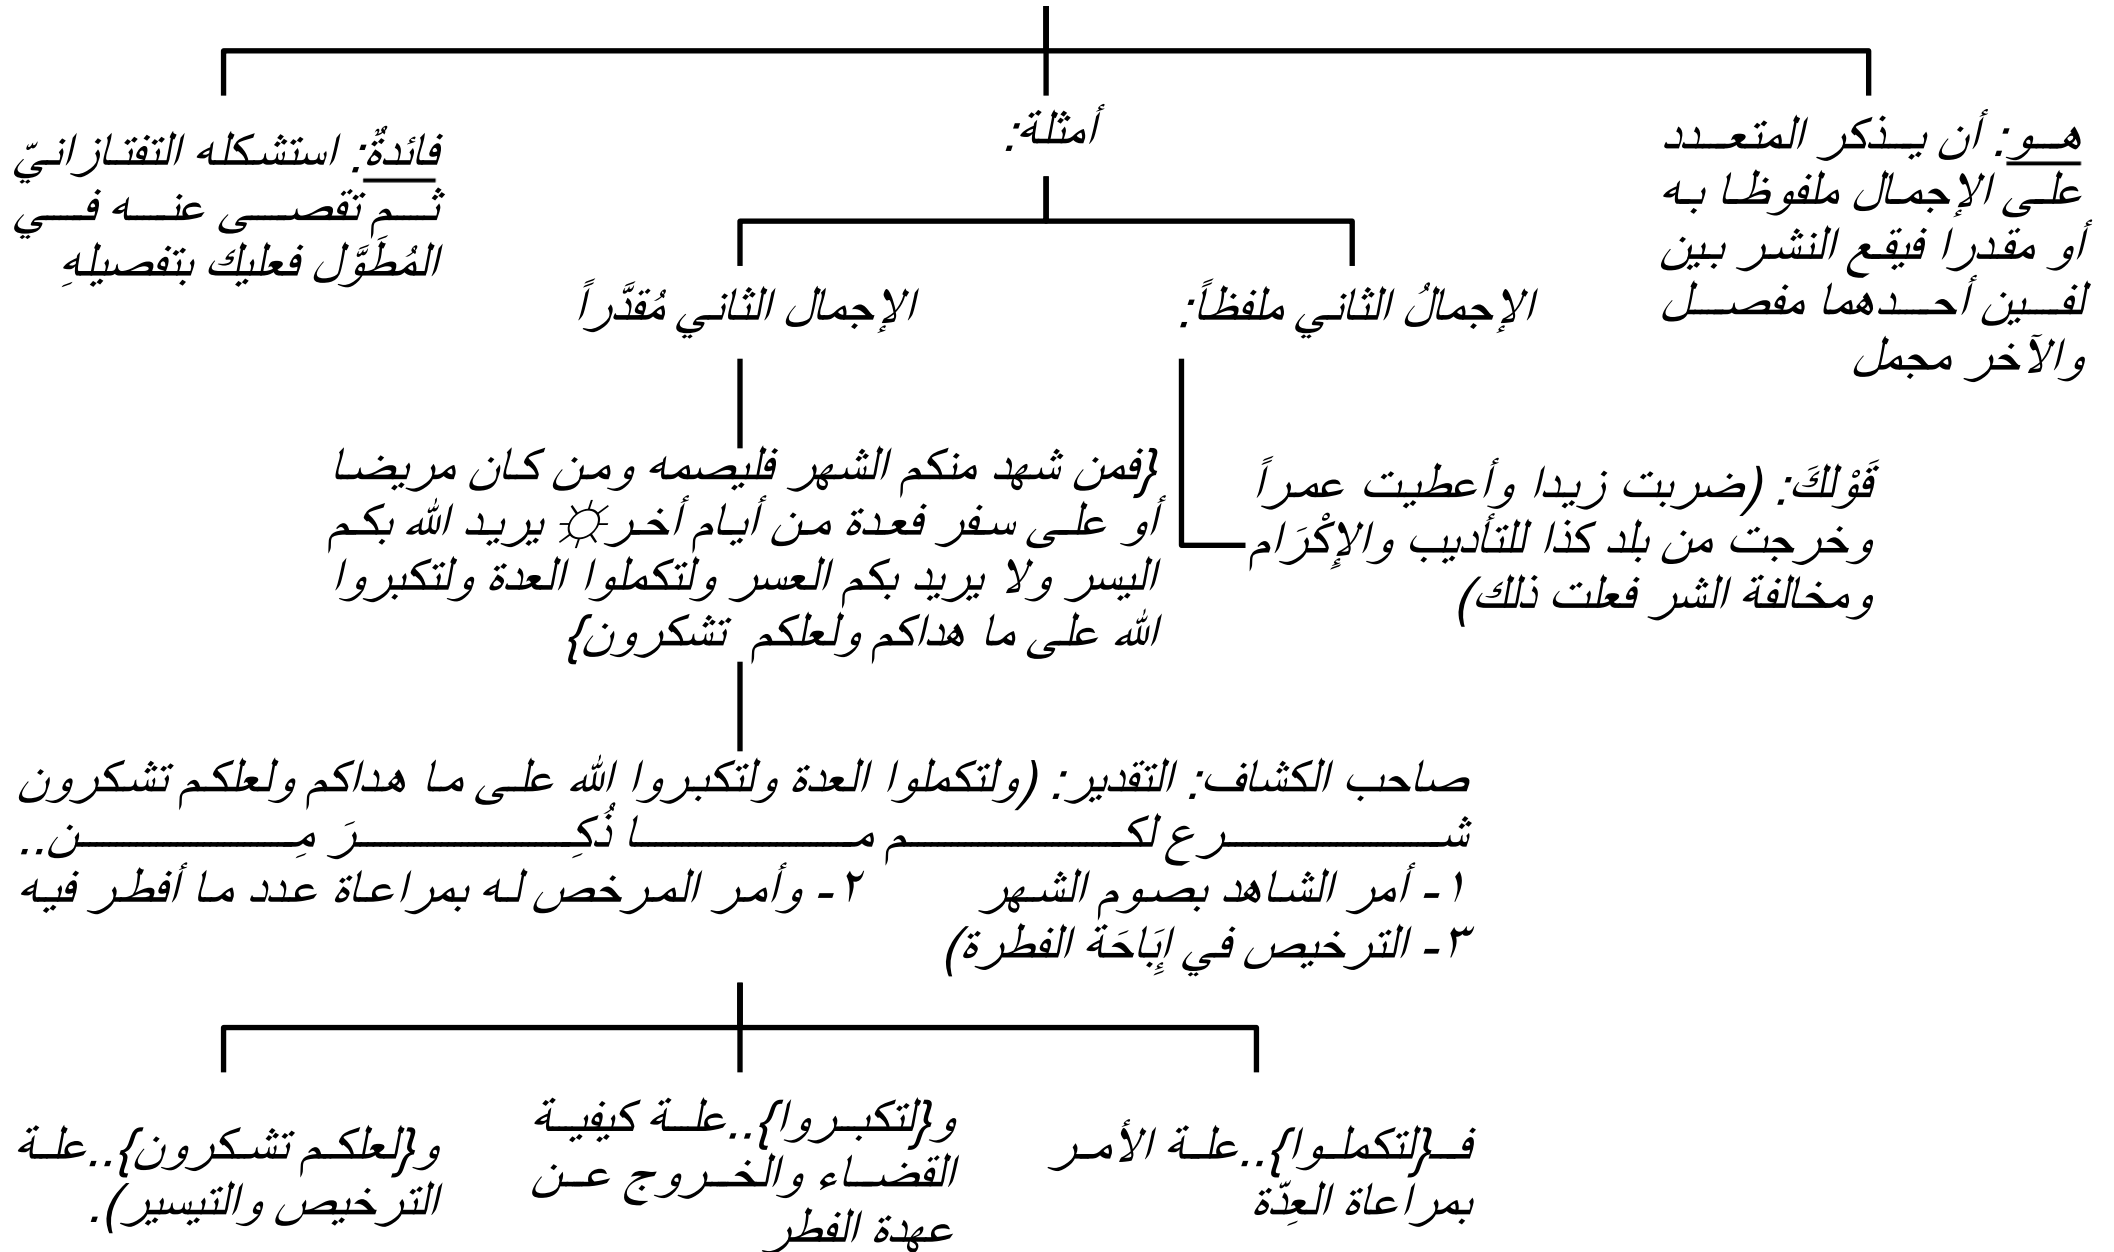 أمثلة:
هو: أن يذكر المتعدد
على الإجمال ملفوظا به
أو مقدرا فيقع النشر بين
لفين أحدهما مفصل
والآخر مجمل
فائدةٌ: استشكله التفتازانيّ
ثم تقصى عنه في
المُطَوَّل فعليك بتفصيلهِ
الإجمالُ الثاني ملفظاً:
الإجمال الثاني مُقدَّراً
قَوْلكَ: (ضربت زيدا وأعطيت عمراً
وخرجت من بلد كذا للتأديب والإِكْرَام
ومخالفة الشر فعلت ذلك)
{فمن شهد منكم الشهر فليصمه ومن كان مريضا
أو على سفر فعدة من أيام أخر☼ يريد الله بكم
اليسر ولا يريد بكم العسر ولتكملوا العدة ولتكبروا
الله على ما هداكم ولعلكم تشكرون}
صاحب الكشاف: التقدير: (ولتكملوا العدة ولتكبروا الله على ما هداكم ولعلكم تشكرون
شرع لكم ما ذُكِرَ مِن..
١- أمر الشاهد بصوم الشهر ٢- وأمر المرخص له بمراعاة عدد ما أفطر فيه
٣- الترخيص في إِبَاحَة الفطرة)
فـ{لتكملوا}..علة الأمر
بمراعاة العِدّة
و{لتكبروا}..علة كيفية
القضاء والخروج عن
عهدة الفطر
و{لعلكم تشكرون}..علة
الترخيص والتيسير).